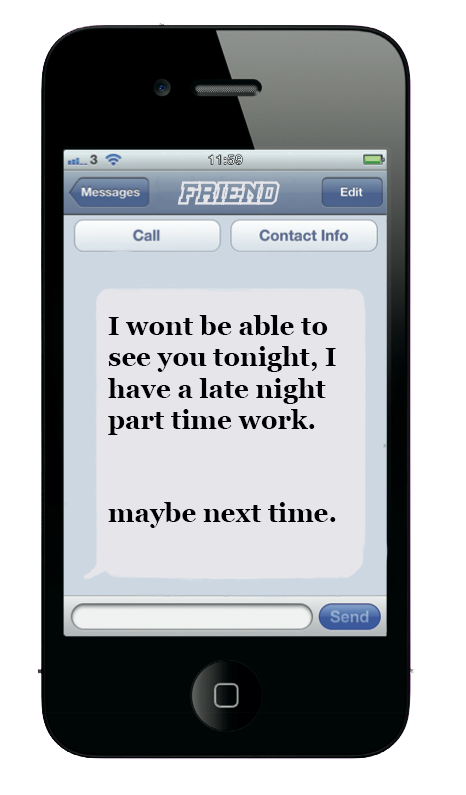 3 11:59
Messages FRIEND Edit
Call Contact Info
I wont be able to
see you tonight, I
have a late night
part time work.
maybe next time.
Send